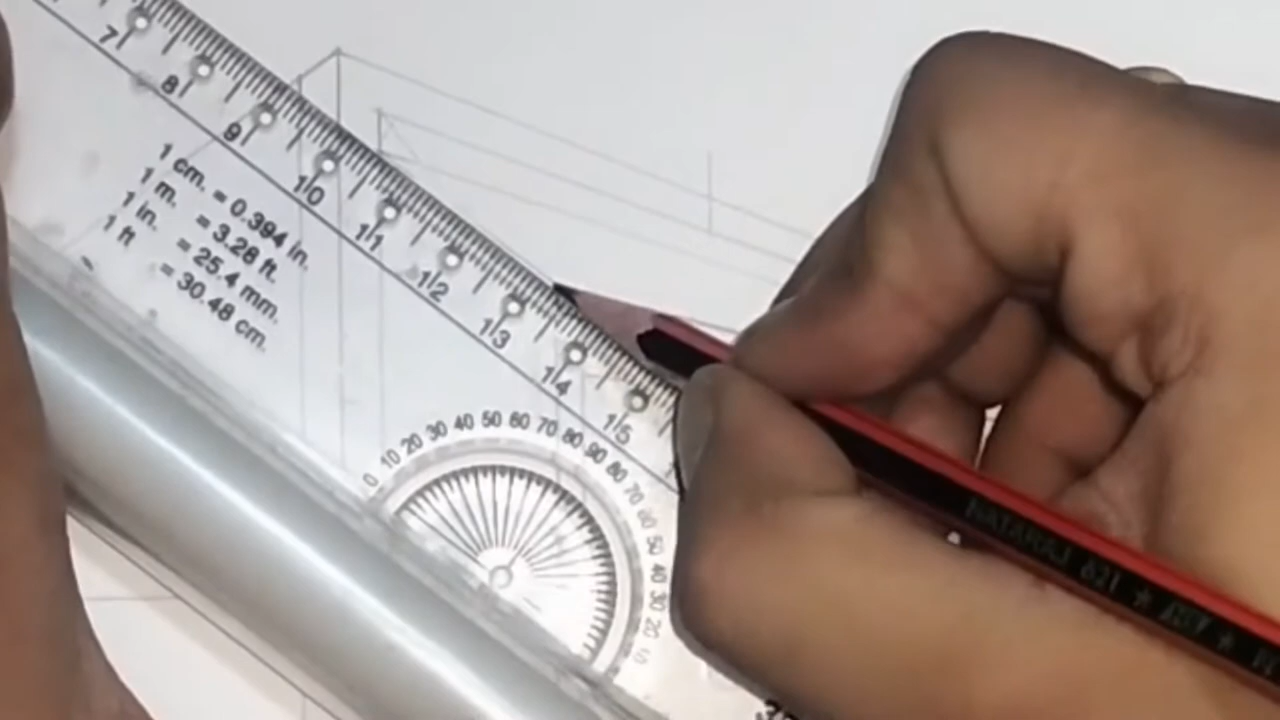 7 8 9 10 11 12 13 14 15
1 cm. = 0.394 in.
1 m. = 3.28 ft.
1 in. = 25.4 mm.
1 ft = 30.48 cm.
0 10 20 30 40 50 60 70 80 90 80 70 60 50 40 30 20 10
NATARAJ 621 ★